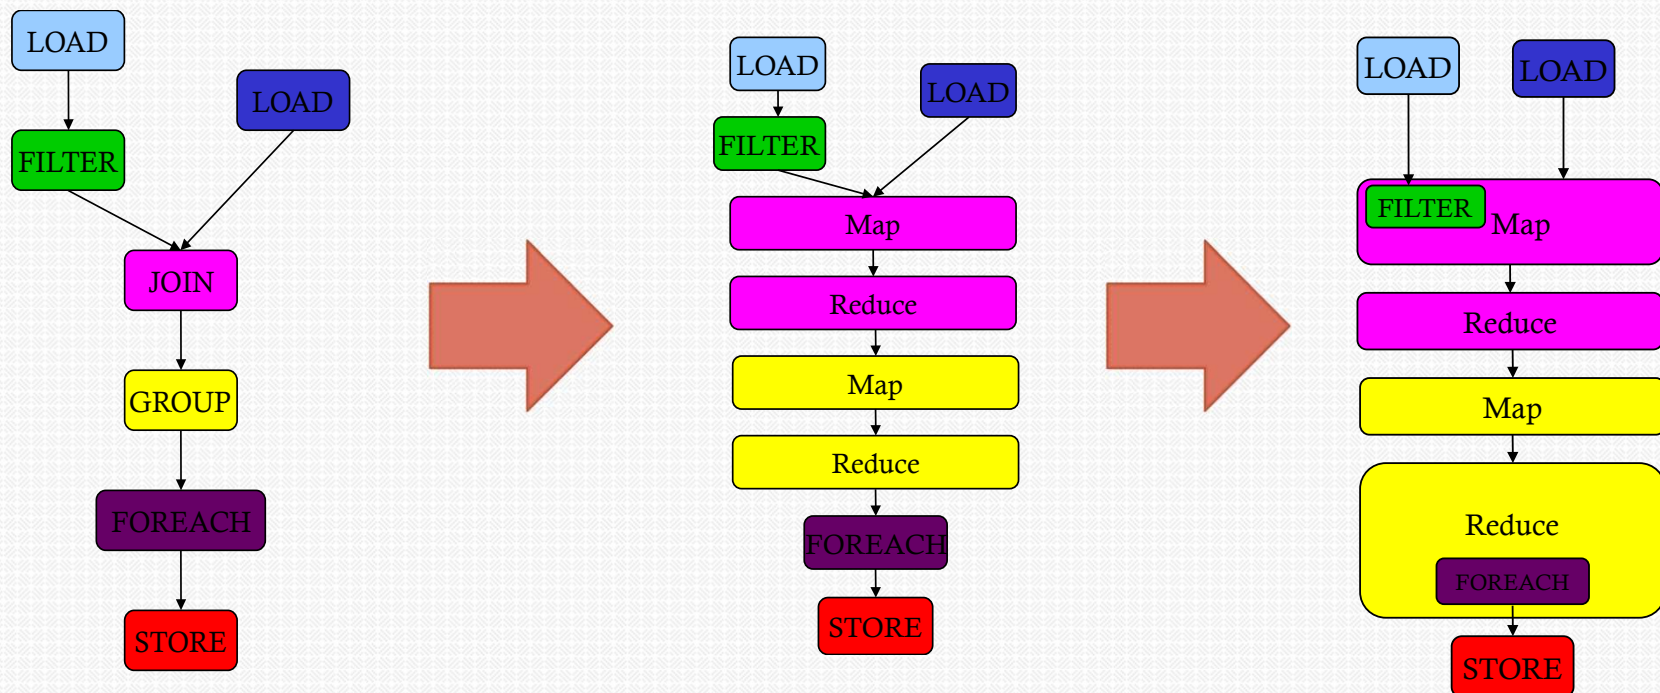 LOAD
LOAD
FILTER
JOIN
GROUP
FOREACH
STORE
LOAD
LOAD
FILTER
Map
Reduce
Map
Reduce
FOREACH
STORE
LOAD
LOAD
FILTER
Map
Reduce
Map
Reduce
FOREACH
STORE